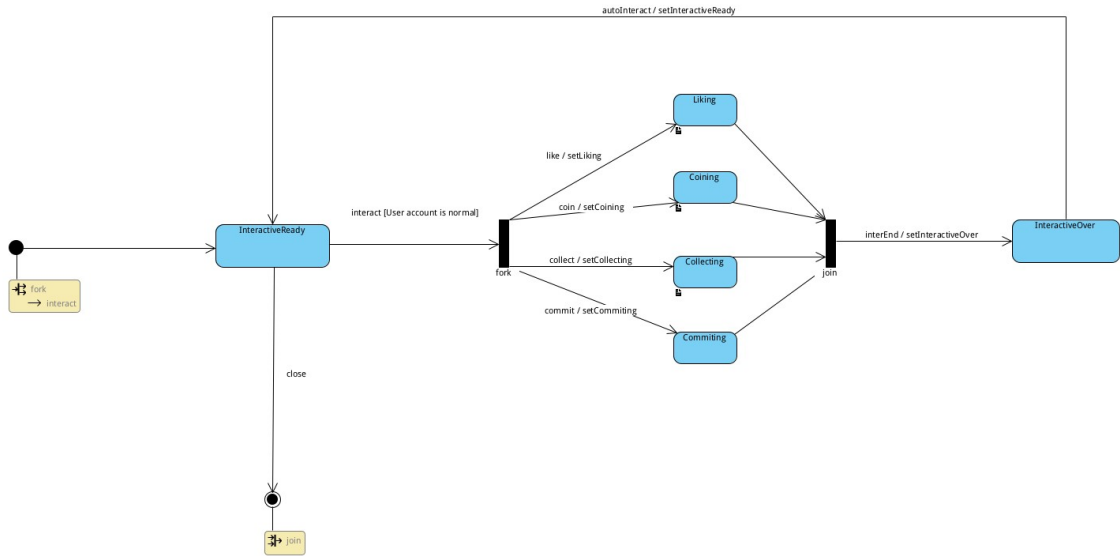 autoInteract / setInteractiveReady
Liking
like / setLiking
Coining
coin / setCoining
interact [User account is normal]
InteractiveReady
InteractiveOver
interEnd / setInteractiveOver
collect / setCollecting
Collecting
fork
join
fork
interact
commit / setCommiting
Commiting
close
join